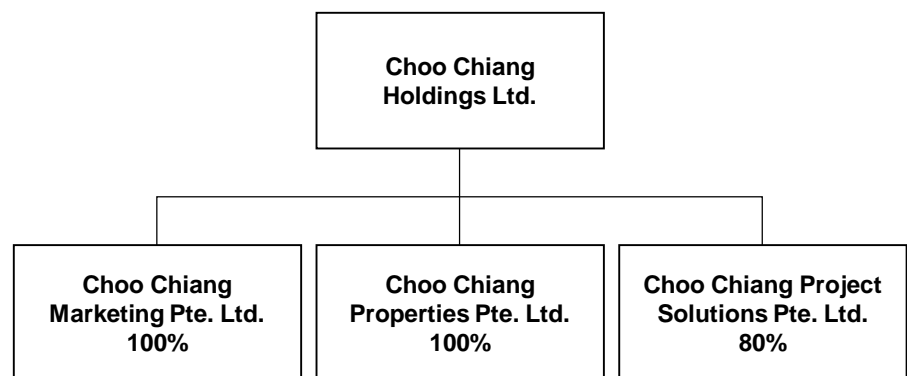 Choo Chiang
Holdings Ltd.
Choo Chiang
Marketing Pte. Ltd.
100%
Choo Chiang
Properties Pte. Ltd.
100%
Choo Chiang Project
Solutions Pte. Ltd.
80%